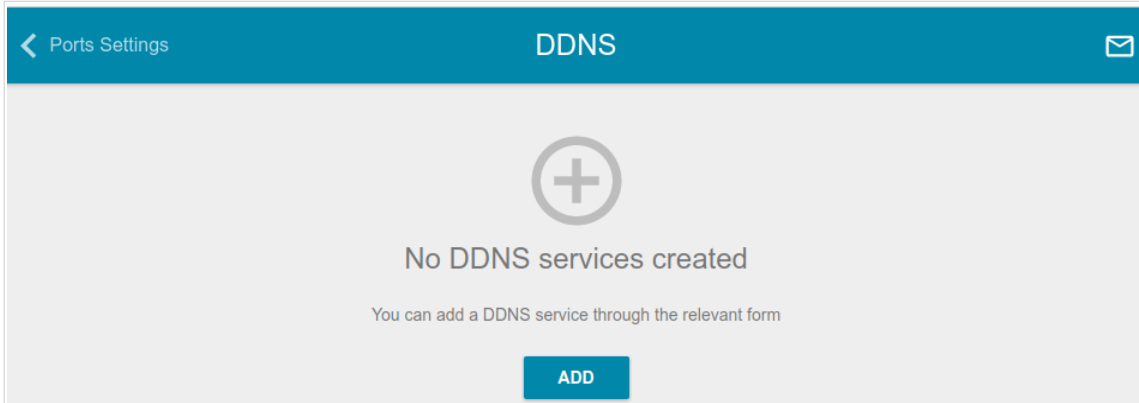 Ports Settings
DDNS
No DDNS services created
You can add a DDNS service through the relevant form
ADD